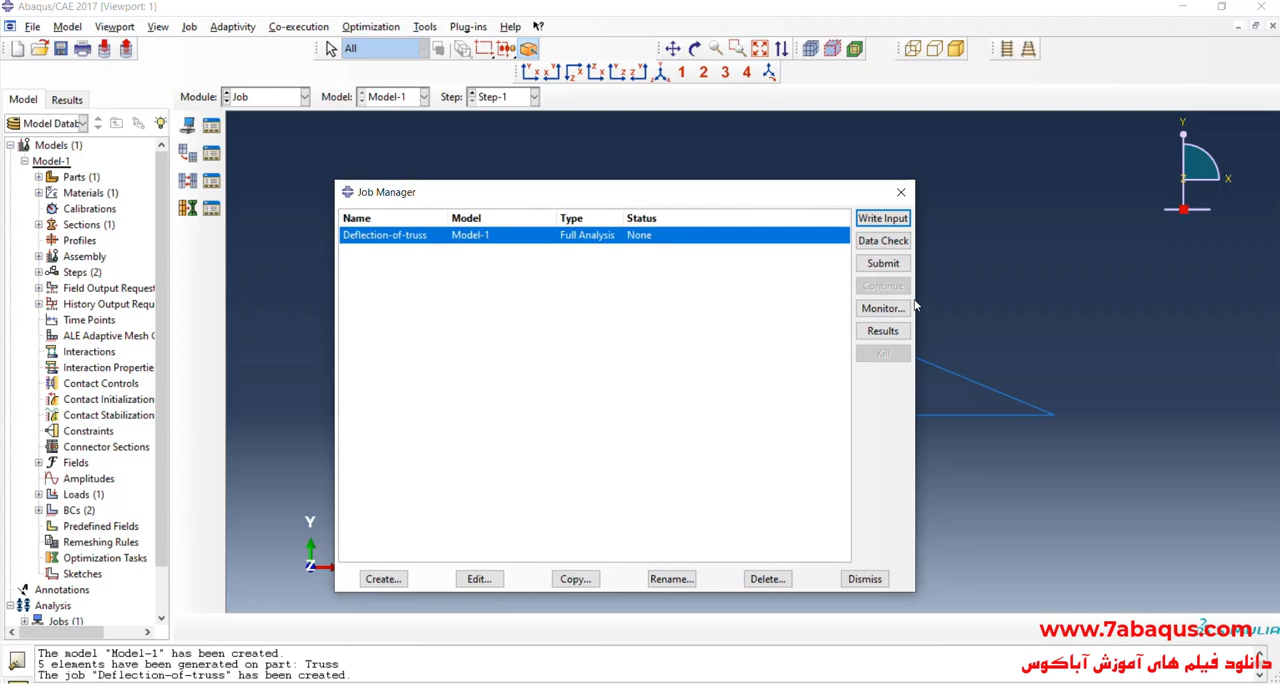 Abaqus/CAE 2017 [Viewport: 1]
File Model Viewport View Job Adaptivity Co-execution Optimization Tools Plug-ins Help
All
1 2 3 4
Model Results Module: Job Model: Model-1 Step: Step-1
Model Datab
Models (1)
Model-1
Parts (1)
Materials (1)
Calibrations
Sections (1)
Profiles
Assembly
Steps (2)
Field Output Request
History Output Requ
Time Points
ALE Adaptive Mesh C
Interactions
Interaction Propertie
Contact Controls
Contact Initialization
Contact Stabilization
Constraints
Connector Sections
Fields
Amplitudes
Loads (1)
BCs (2)
Predefined Fields
Remeshing Rules
Optimization Tasks
Sketches
Annotations
Analysis
Jobs (1)
Job Manager
Name Model Type Status
Deflection-of-truss Model-1 Full Analysis None
Write Input
Data Check
Submit
Continue
Monitor...
Results
Kill
Create... Edit... Copy... Rename... Delete... Dismiss
Y
Z
X
Y
Z
www.7abaqus.com
دانلود فیلم های آموزش آباکوس
The model "Model-1" has been created.
5 elements have been generated on part: Truss
The job "Deflection-of-truss" has been created.